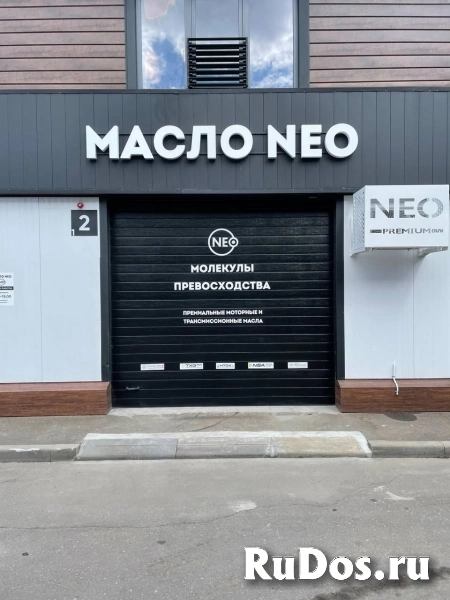 МАСЛО NEO
2
NEO
PREMIUM
NEO
МОЛЕКУЛЫ
ПРЕВОСХОДСТВА
ПРЕМИАЛЬНЫЕ МОТОРНЫЕ И
ТРАНСМИССИОННЫЕ МАСЛА
RuDos.ru